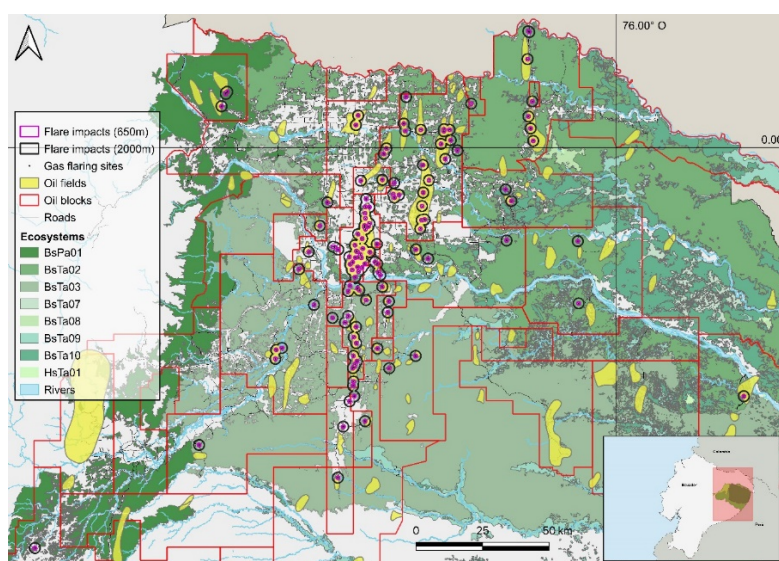 76.00° O
0.00
Flare impacts (650m)
Flare impacts (2000m)
Gas flaring sites
Oil fields
Oil blocks
Roads
Ecosystems
BsPa01
BsTa02
BsTa03
BsTa07
BsTa08
BsTa09
BsTa10
HsTa01
Rivers
0 25 50 km
Colombia
Ecuador
Peru